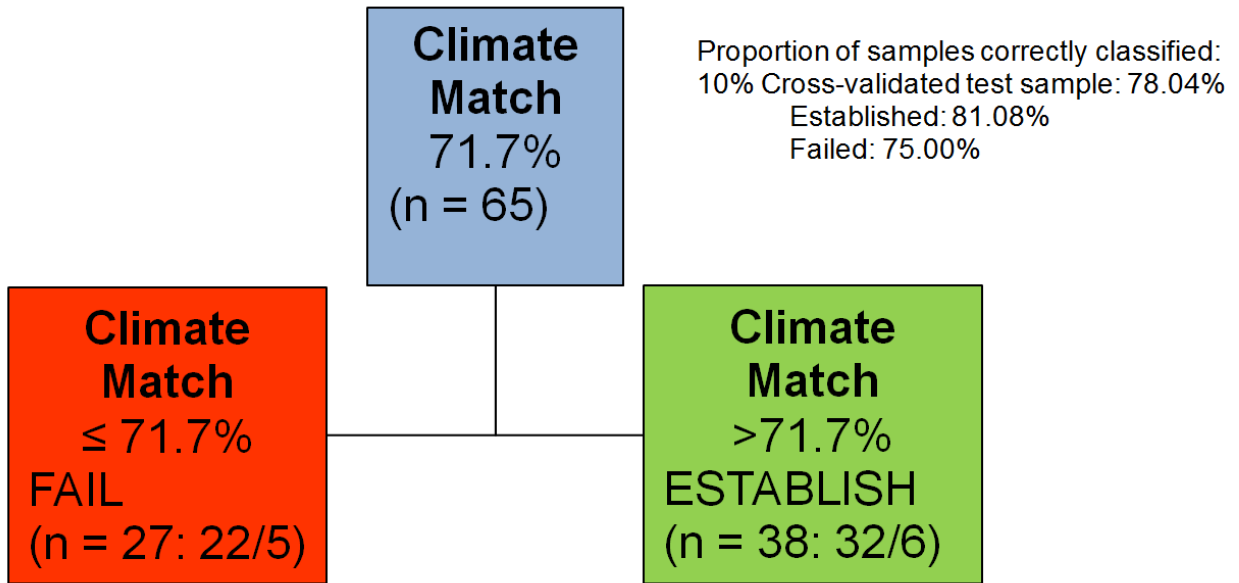 Climate
Match
71.7%
(n = 65)
Proportion of samples correctly classified:
10% Cross-validated test sample: 78.04%
Established: 81.08%
Failed: 75.00%
Climate
Match
≤ 71.7%
FAIL
(n = 27: 22/5)
Climate
Match
>71.7%
ESTABLISH
(n = 38: 32/6)